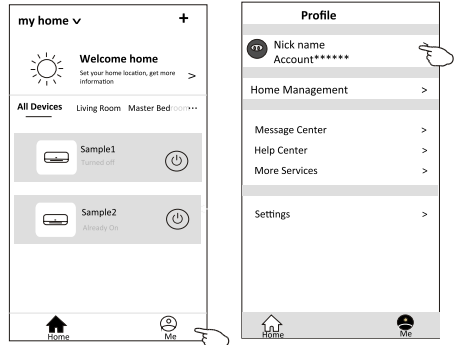 my home
+
Welcome home
Set your home location, get more
information
>
All Devices Living Room Master Bedroom...
Sample1
Turned off
Sample2
Already On
Home
Me
Profile
Nick name
Account******
>
Home Management >
Message Center >
Help Center >
More Services >
Settings >
Home
Me